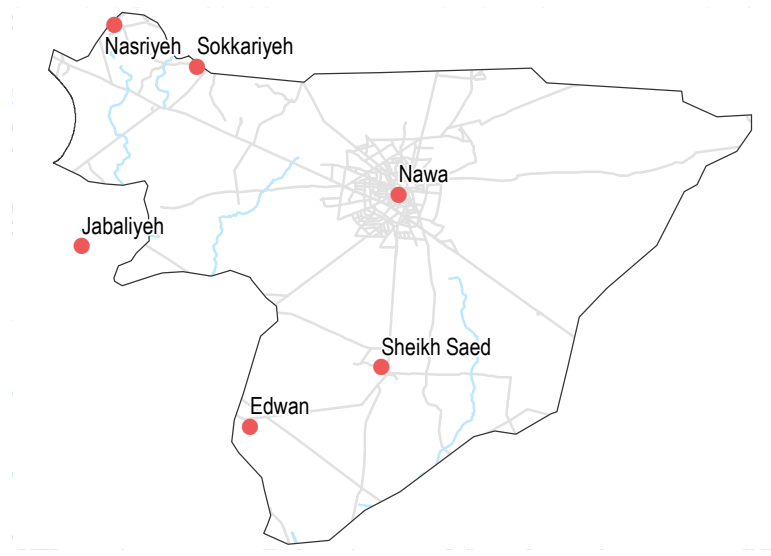 Nasriyeh
Sokkariyeh
Nawa
Jabaliyeh
Sheikh Saed
Edwan